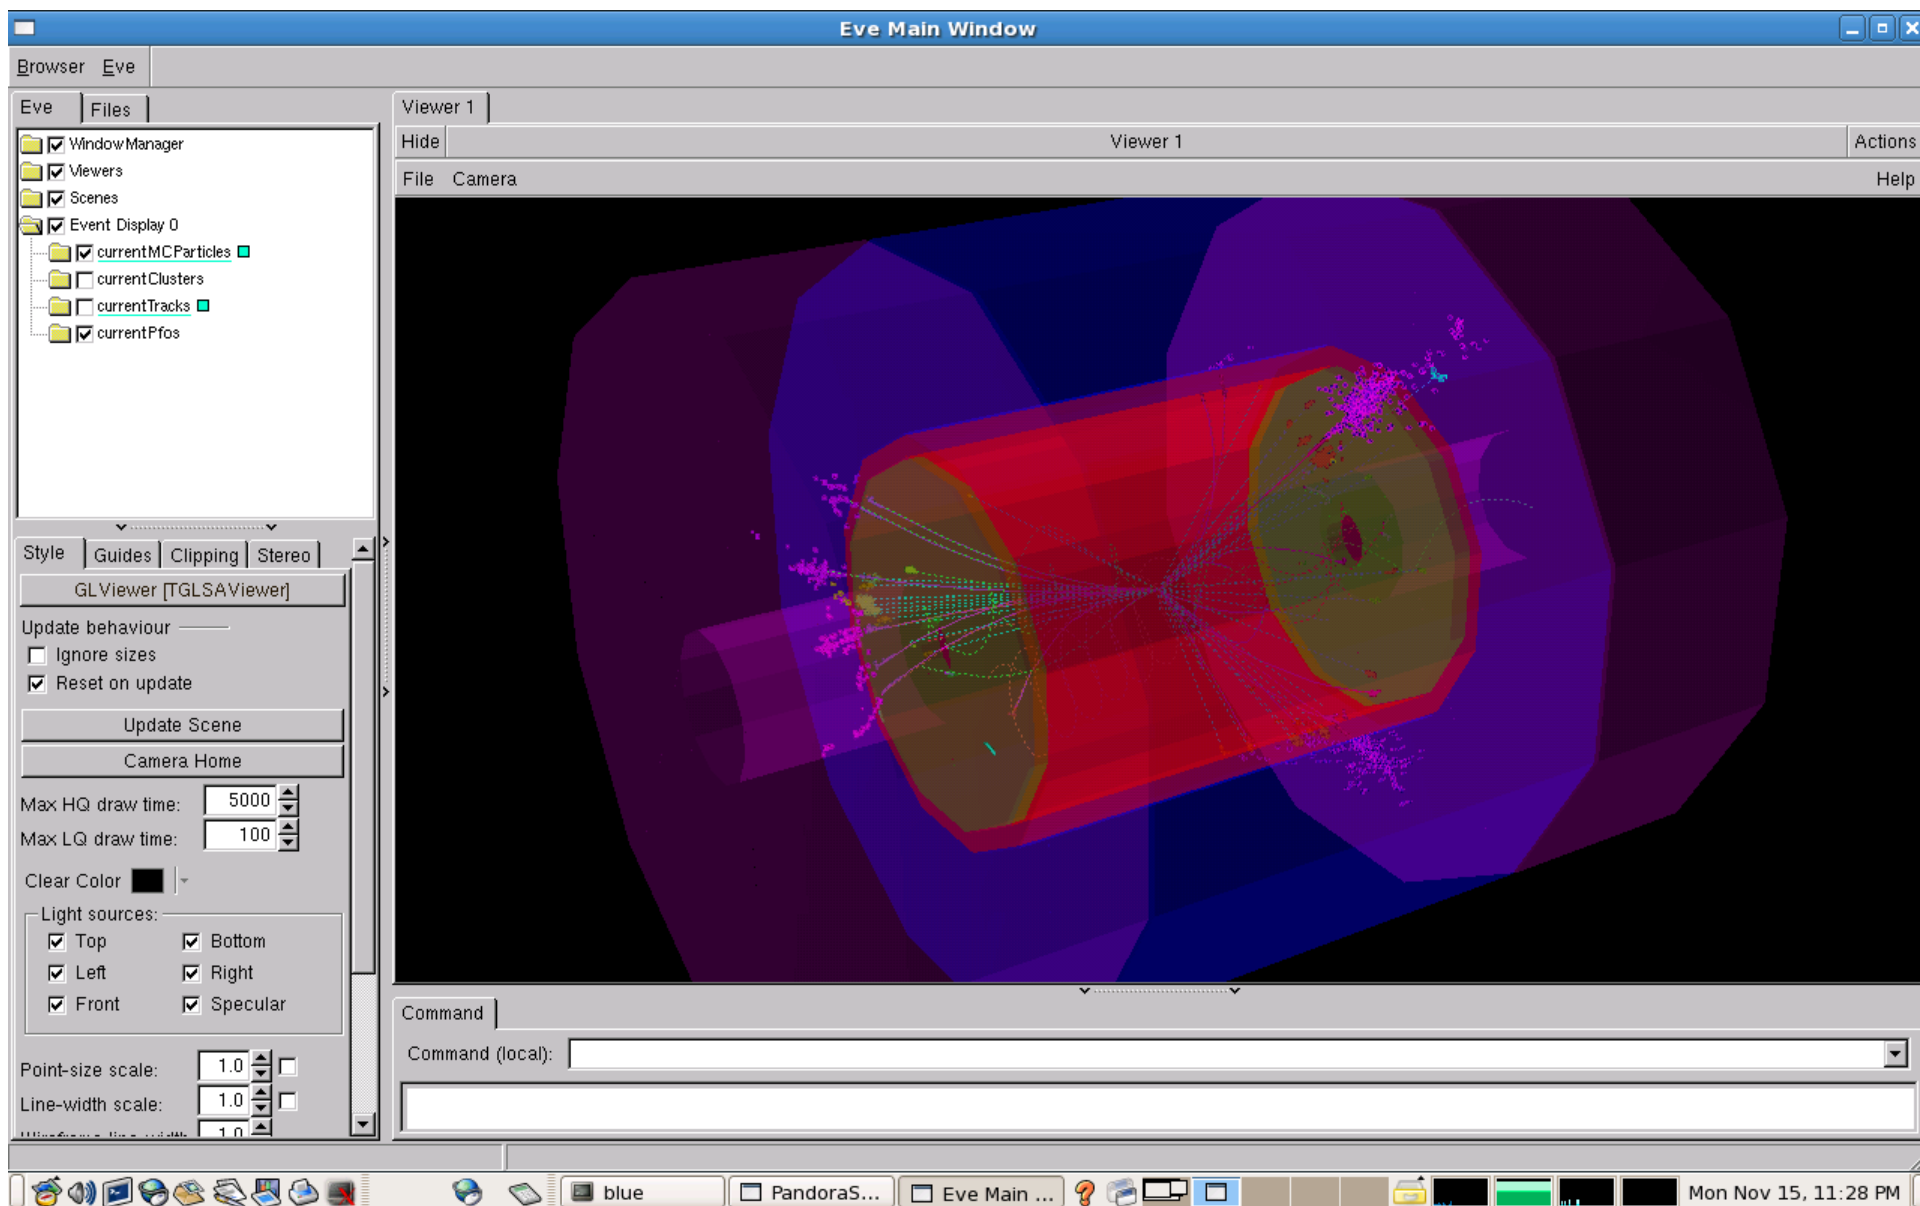 Eve Main Window
Browser Eve
Eve Files
WindowManager
Viewers
Scenes
Event Display 0
currentMCParticles
currentClusters
currentTracks
currentPfos
Style Guides Clipping Stereo
GLViewer [TGLSAViewer]
Update behaviour
Ignore sizes
Reset on update
Update Scene
Camera Home
Max HQ draw time: 5000
Max LQ draw time: 100
Clear Color
Light sources:
Top Bottom
Left Right
Front Specular
Point-size scale: 1.0
Line-width scale: 1.0
1.0
Viewer 1
Hide Viewer 1 Actions
File Camera Help
Command
Command (local):
blue PandoraS... Eve Main ... Mon Nov 15, 11:28 PM